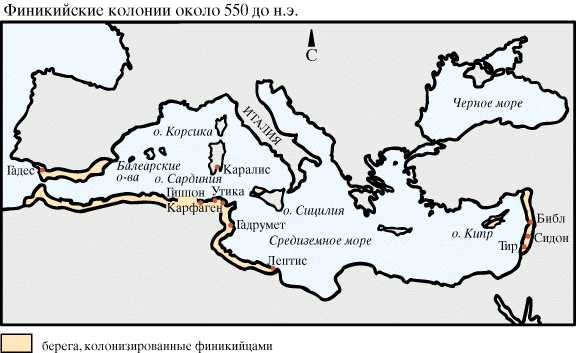 Финикийские колонии около 550 до н.э.
С
Черное море
ИТАЛИЯ
о. Корсика
Гадес
Балеарские
о-ва
Каралис
о. Сардиния
Гиппон
Утика
Карфаген
о. Сицилия
Гадрумет
Средиземное море
Лептис
о. Кипр
Библ
Сидон
Тир
берега, колонизированные финикийцами